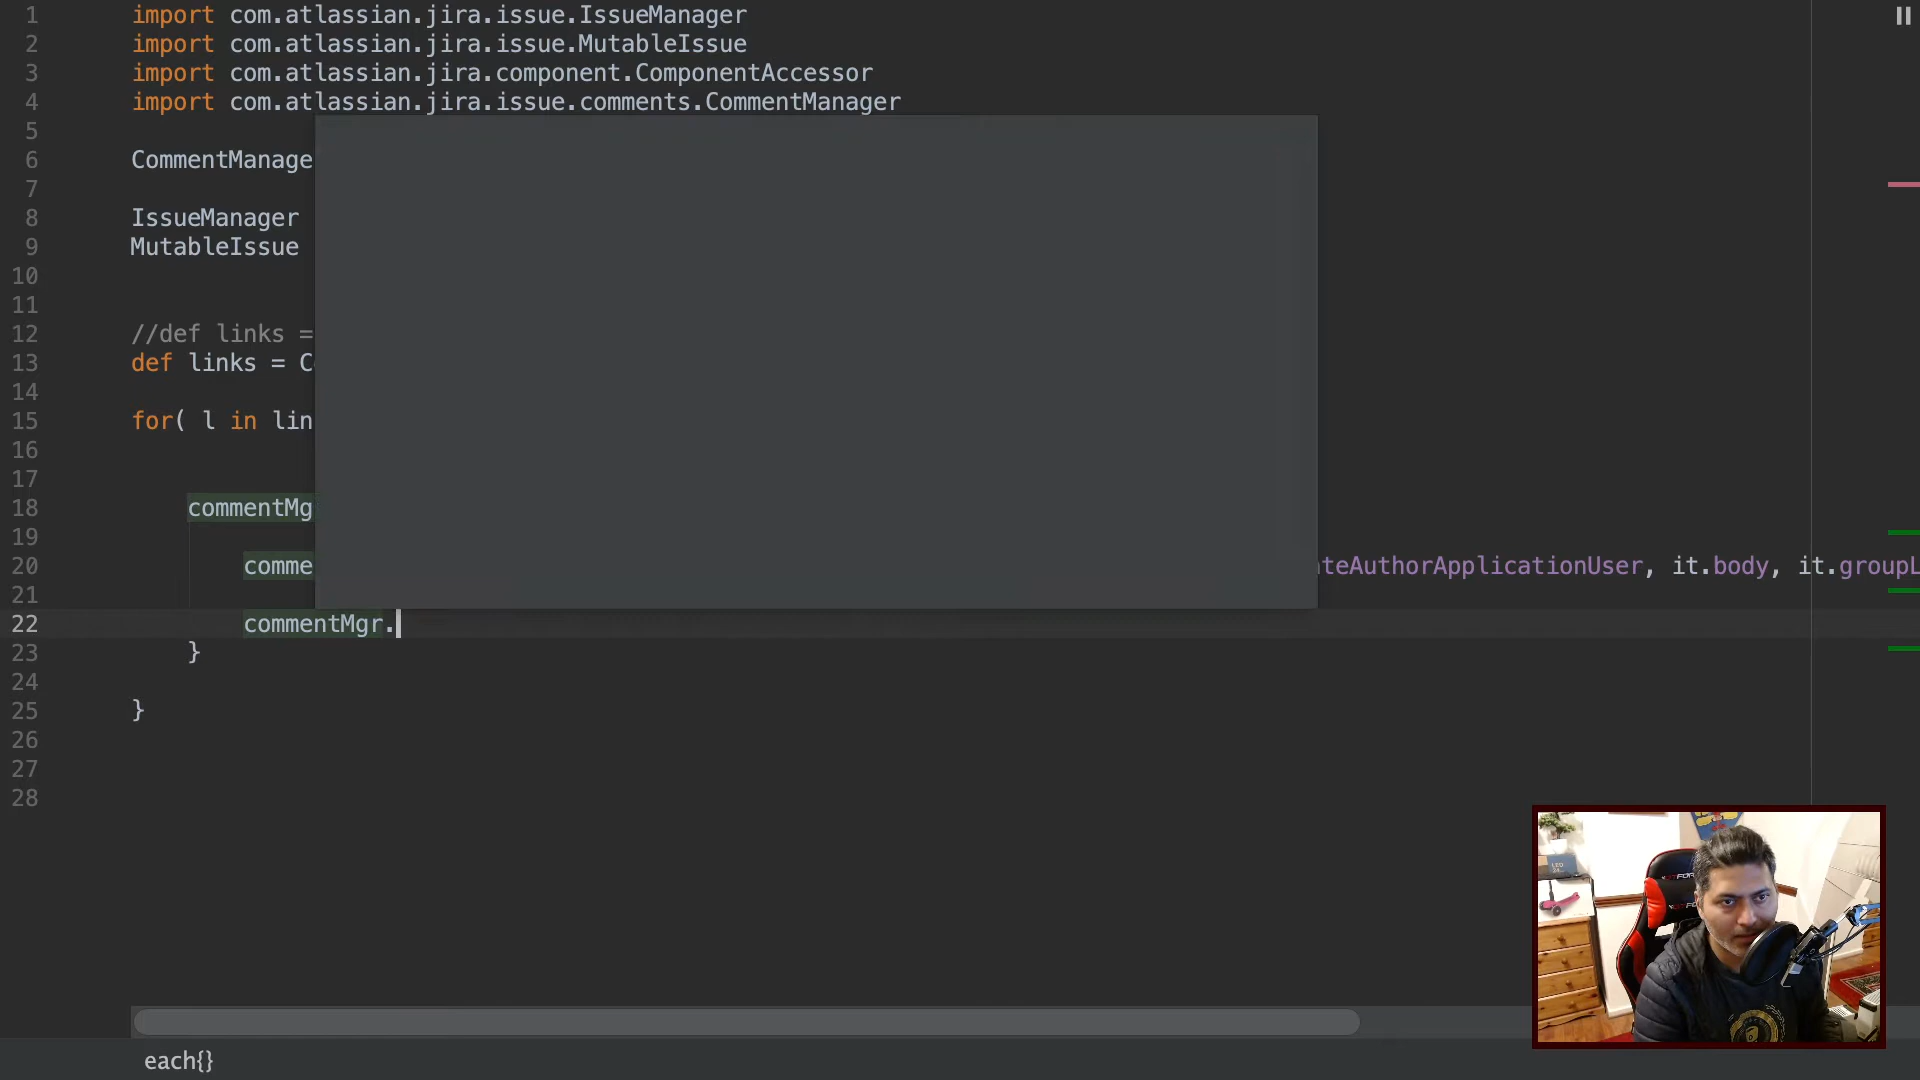 1 import com.atlassian.jira.issue.IssueManager
2 import com.atlassian.jira.issue.MutableIssue
3 import com.atlassian.jira.component.ComponentAccessor
4 import com.atlassian.jira.issue.comments.CommentManager
5
6 CommentManage
7
8 IssueManager
9 MutableIssue
10
11
12 //def links =
13 def links = C
14
15 for( l in lin
16
17
18 commentMg
19
20 comme teAuthorApplicationUser, it.body, it.groupL
21
22 commentMgr.
23 }
24
25 }
26
27
28
each{}